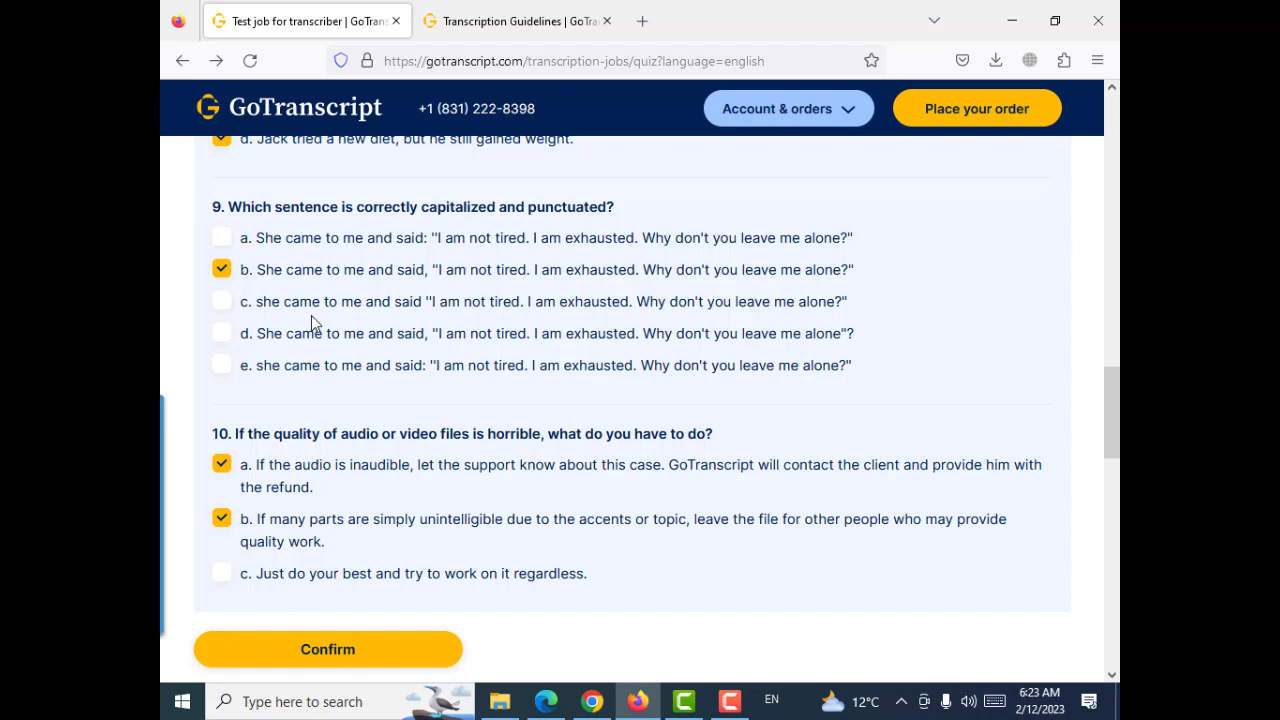 Test job for transcriber | GoTrans
Transcription Guidelines | GoTra
https://gotranscript.com/transcription-jobs/quiz?language=english
GoTranscript
+1 (831) 222-8398
Account & orders
Place your order
d. Jack tried a new diet, but he still gained weight.
9. Which sentence is correctly capitalized and punctuated?
a. She came to me and said: "I am not tired. I am exhausted. Why don't you leave me alone?"
b. She came to me and said, "I am not tired. I am exhausted. Why don't you leave me alone?"
c. she came to me and said "I am not tired. I am exhausted. Why don't you leave me alone?"
d. She came to me and said, "I am not tired. I am exhausted. Why don't you leave me alone"?
e. she came to me and said: "I am not tired. I am exhausted. Why don't you leave me alone?"
10. If the quality of audio or video files is horrible, what do you have to do?
a. If the audio is inaudible, let the support know about this case. GoTranscript will contact the client and provide him with
the refund.
b. If many parts are simply unintelligible due to the accents or topic, leave the file for other people who may provide
quality work.
c. Just do your best and try to work on it regardless.
Confirm
Type here to search
EN
12°C
6:23 AM
2/12/2023